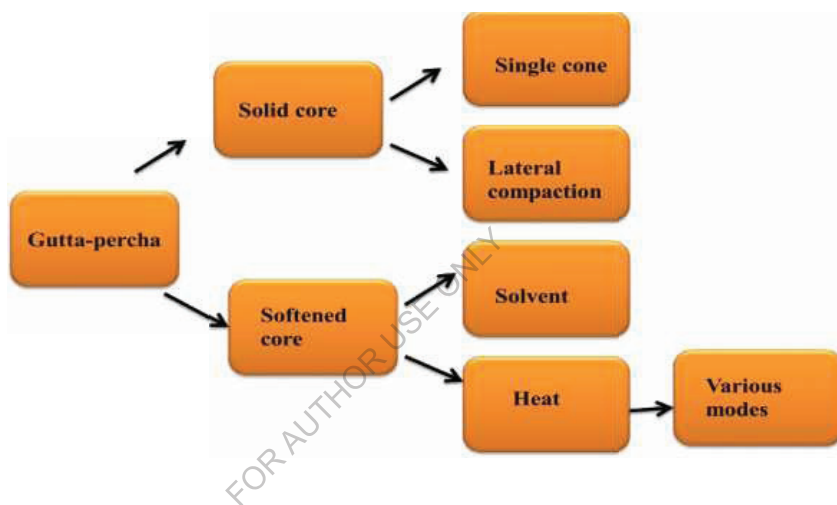 Single cone
Solid core
Lateral
compaction
Gutta-percha
Solvent
Softened
core
Heat
Various
modes
FOR AUTHOR USE ONLY